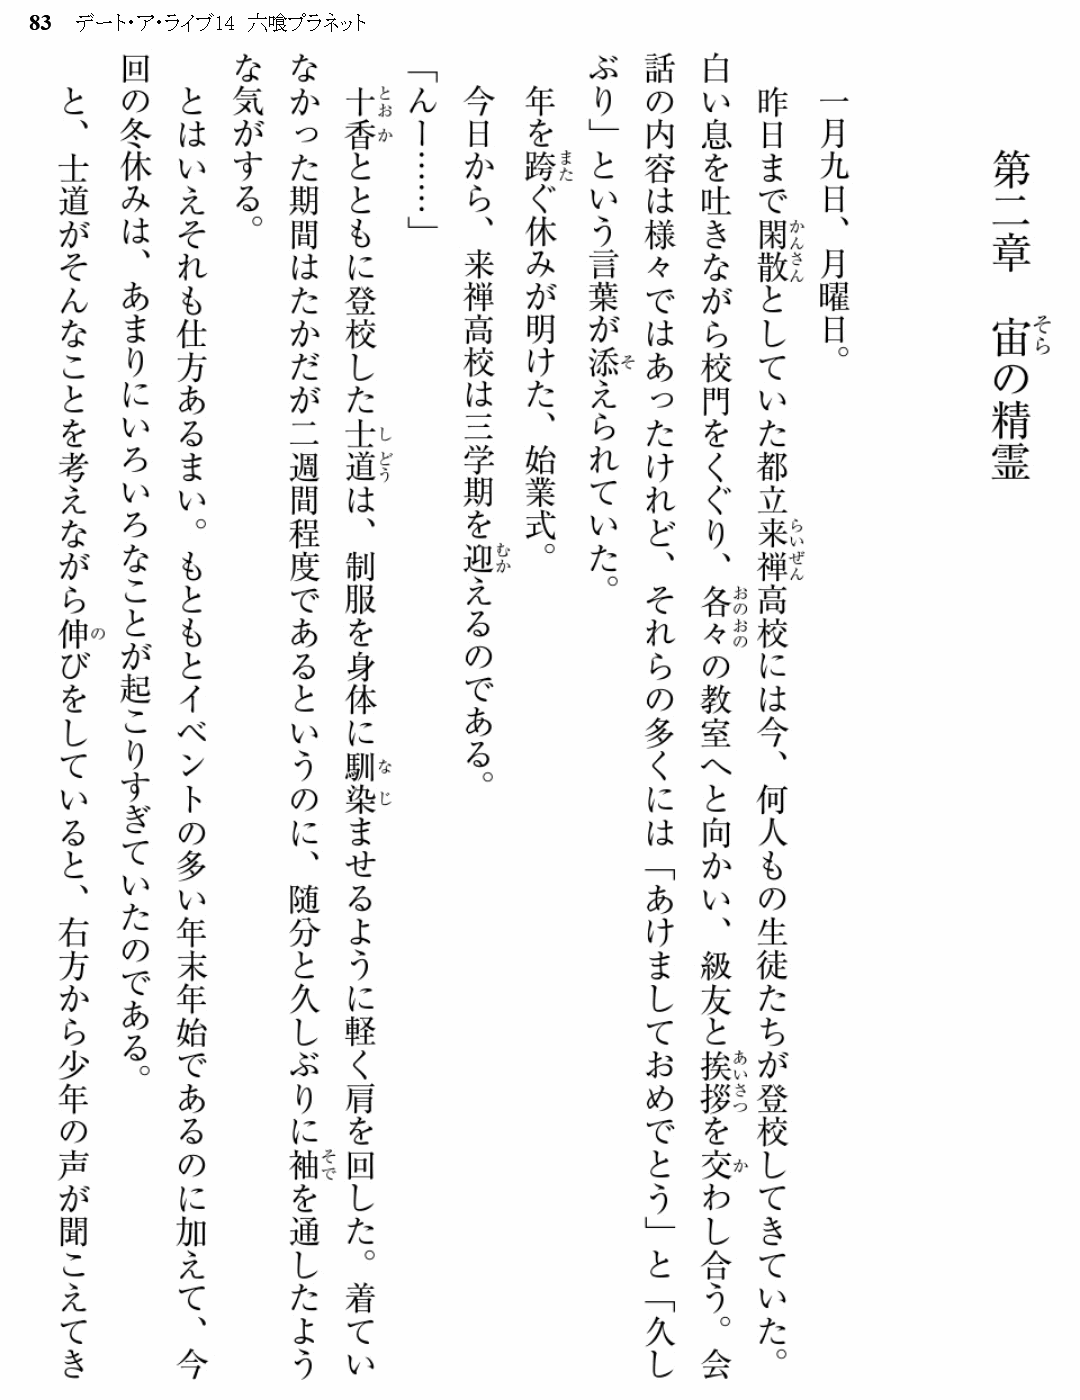 83 デート・ア・ライブ14 六喰プラネット
第二章 宙の精霊
一月九日、月曜日。
昨日まで閑散としていた都立来禅高校には今、何人もの生徒たちが登校してきていた。
白い息を吐きながら校門をくぐり、各々の教室へと向かい、級友と挨拶を交わし合う。会
話の内容は様々ではあったけれど、それらの多くには「あけましておめでとう」と「久し
ぶり」という言葉が添えられていた。
年を跨ぐ休みが明けた、始業式。
今日から、来禅高校は三学期を迎えるのである。
「んー……」
十香とともに登校した士道は、制服を身体に馴染ませるように軽く肩を回した。着てい
なかった期間はたかだが二週間程度であるというのに、随分と久しぶりに袖を通したよう
な気がする。
とはいえそれも仕方あるまい。もともとイベントの多い年末年始であるのに加えて、今
回の冬休みは、あまりにいろいろなことが起こりすぎていたのである。
と、士道がそんなことを考えながら伸びをしていると、右方から少年の声が聞こえてき